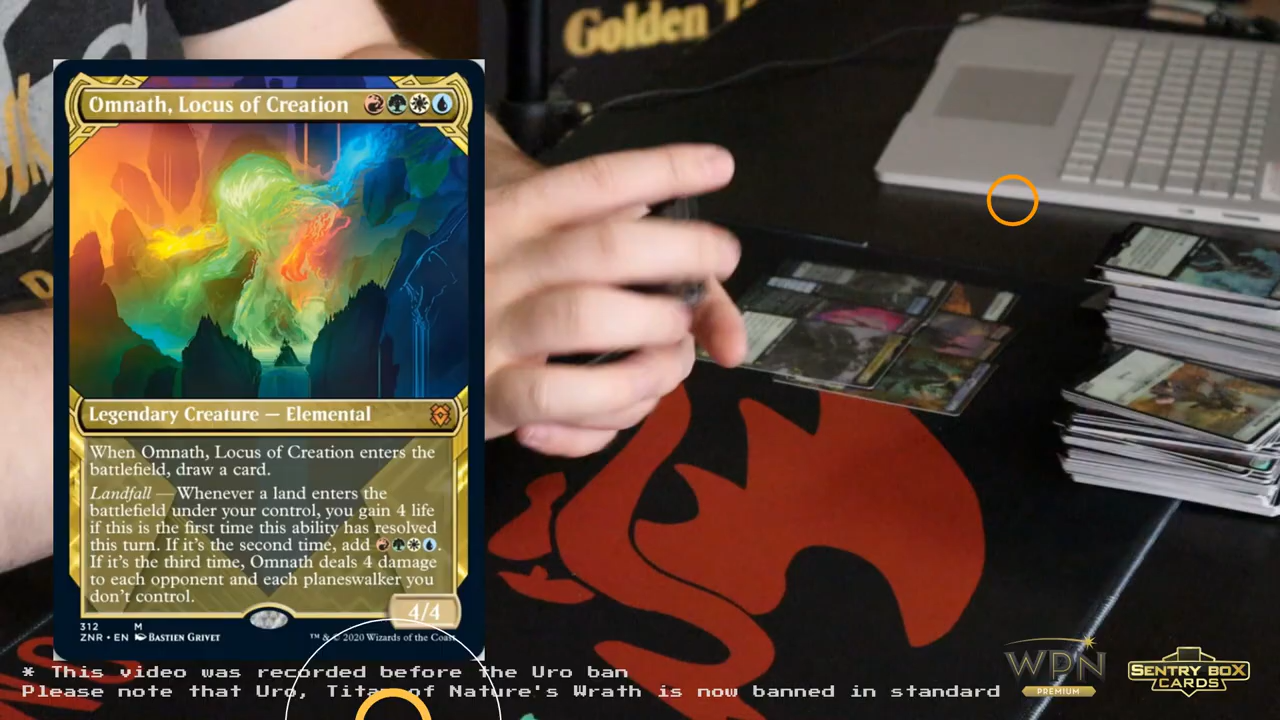 Golden
Omnath, Locus of Creation
Legendary Creature — Elemental
When Omnath, Locus of Creation enters the
battlefield, draw a card.
Landfall — Whenever a land enters the
battlefield under your control, you gain 4 life
if this is the first time this ability has resolved
this turn. If it's the second time, add
If it's the third time, Omnath deals 4 damage
to each opponent and each planeswalker you
don't control.
4/4
312 M
ZNR • EN Bastien Grivet
™ & © 2020 Wizards of the Coast
* This video was recorded before the Uro ban
Please note that Uro, Titan of Nature's Wrath is now banned in standard
WPN
PREMIUM
SENTRY BOX
CARDS